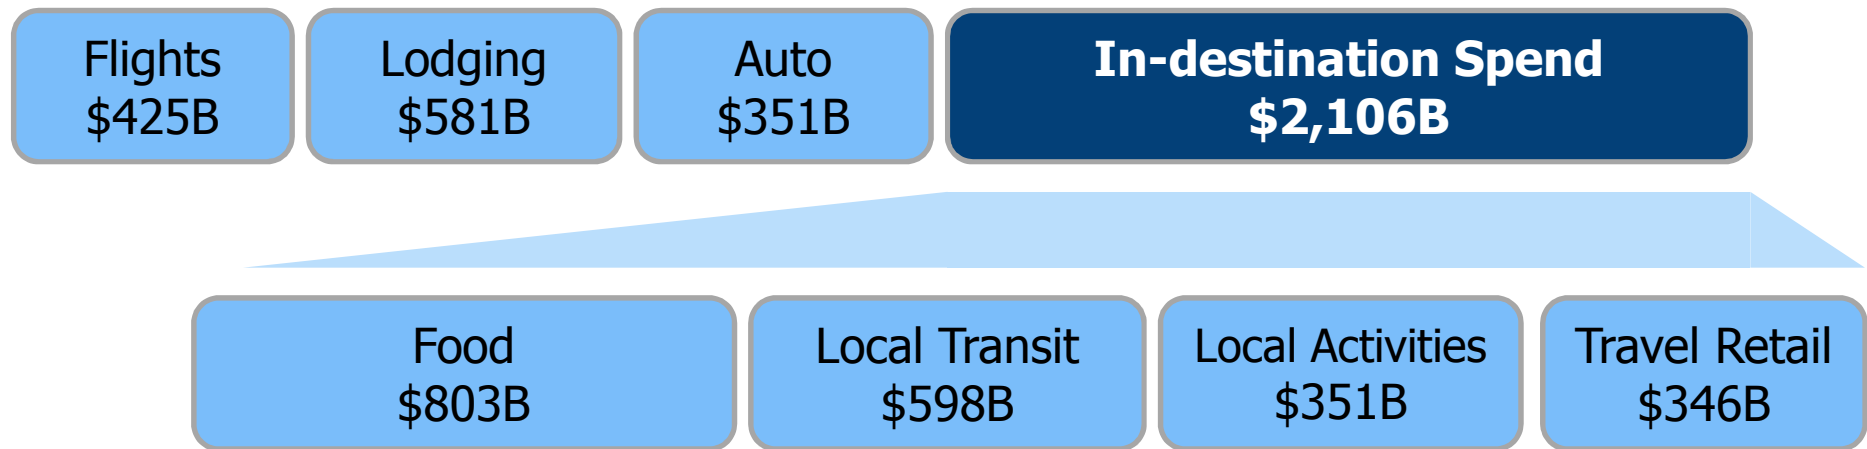 Flights
$425B
Lodging
$581B
Auto
$351B
In-destination Spend
$2,106B
Food
$803B
Local Transit
$598B
Local Activities
$351B
Travel Retail
$346B